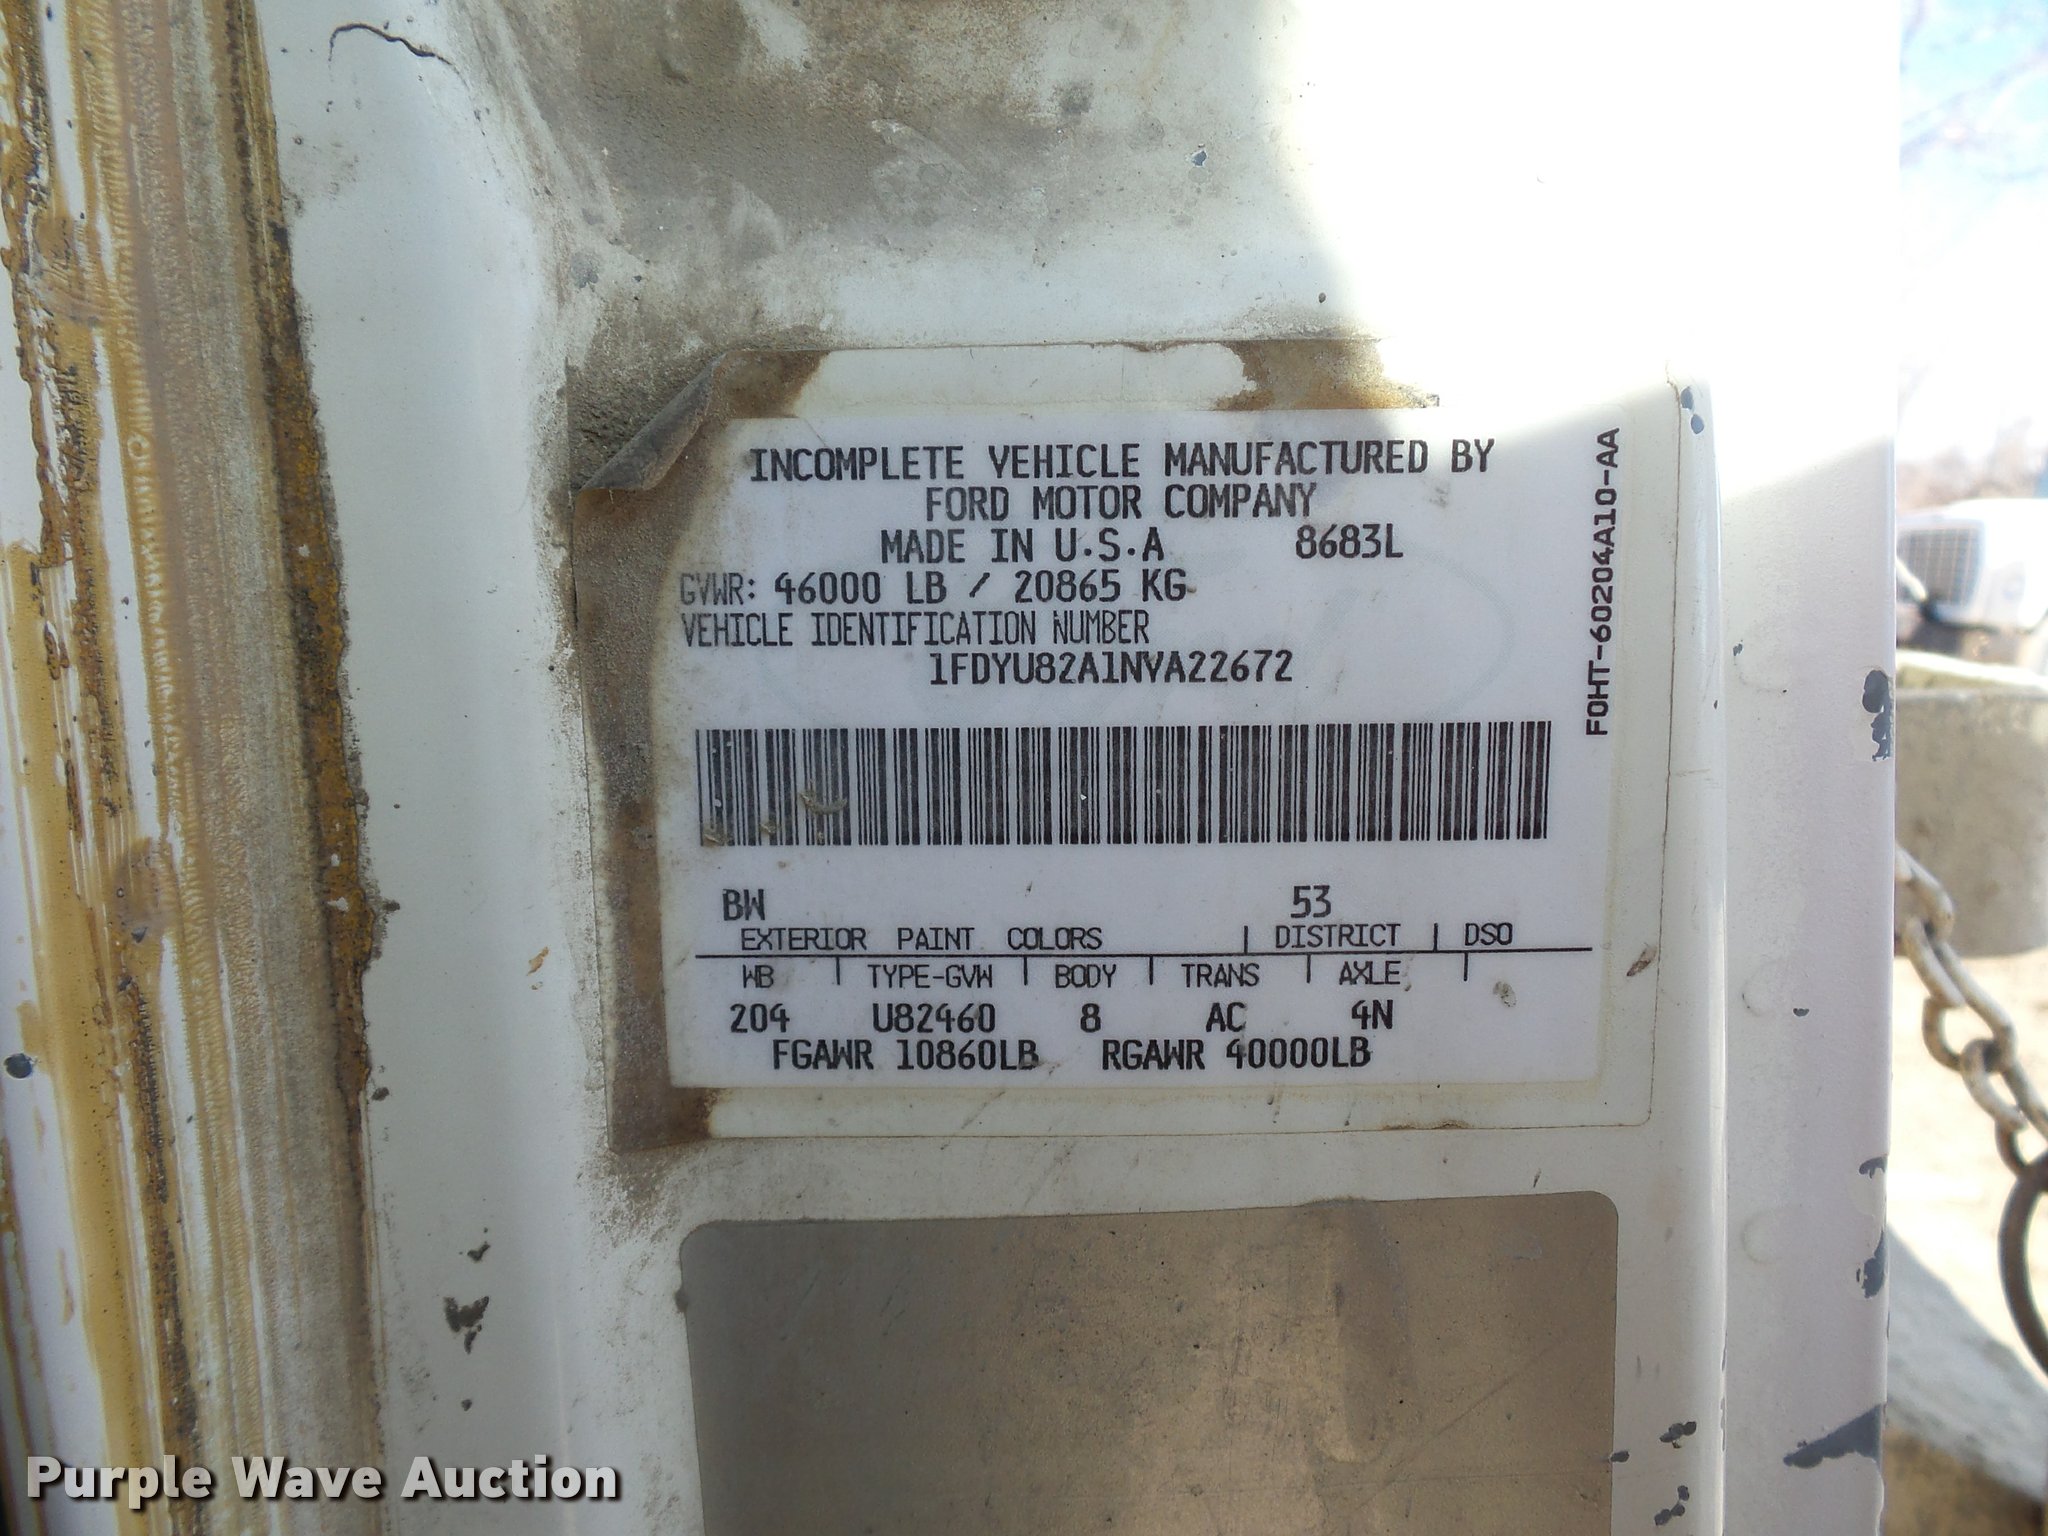 INCOMPLETE VEHICLE MANUFACTURED BY
FORD MOTOR COMPANY
MADE IN U.S.A 8683L
GVWR: 46000 LB / 20865 KG
VEHICLE IDENTIFICATION NUMBER
1FDYU82A1NVA22672
BW 53
EXTERIOR PAINT COLORS | DISTRICT | DSO
WB | TYPE-GVW | BODY | TRANS | AXLE |
204 U82460 8 AC 4N
FGAWR 10860LB RGAWR 40000LB
F0HT-60204A10-AA
Purple Wave Auction